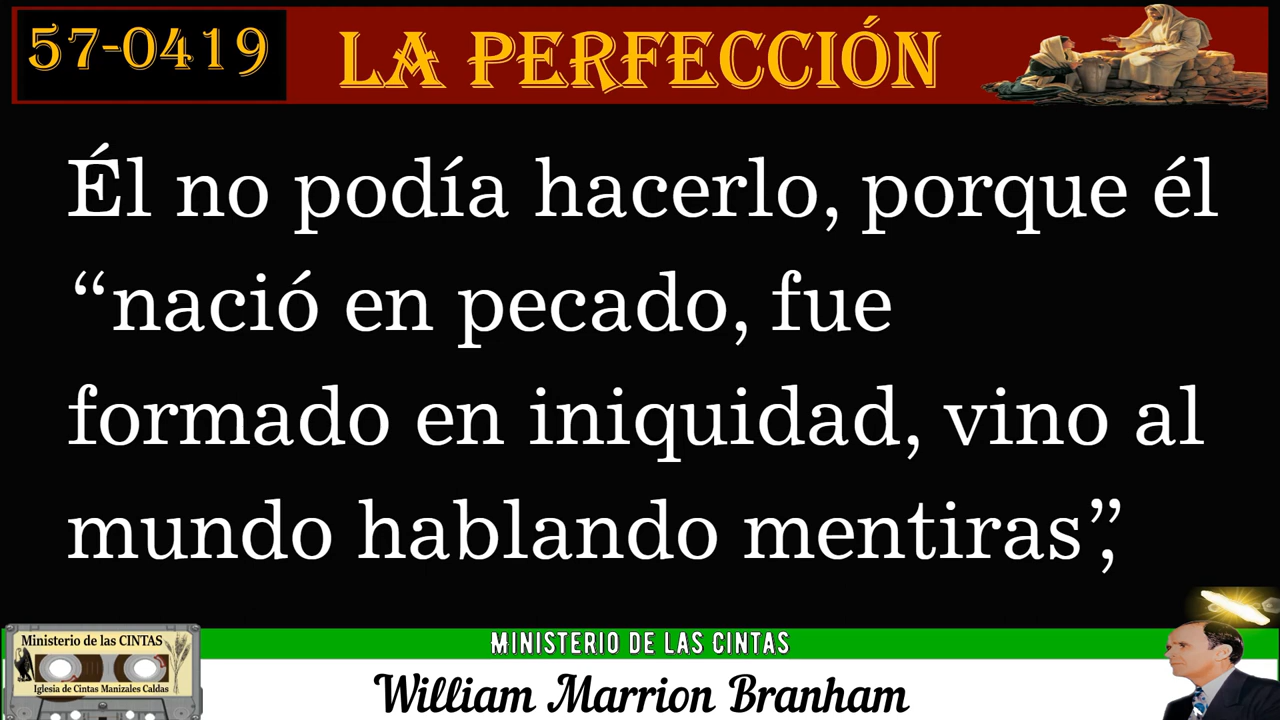 57-0419
LA PERFECCIÓN
Él no podía hacerlo, porque él
“nació en pecado, fue
formado en iniquidad, vino al
mundo hablando mentiras”,
Ministerio de las CINTAS
Iglesia de Cintas Manizales Caldas
MINISTERIO DE LAS CINTAS
William Marrion Branham